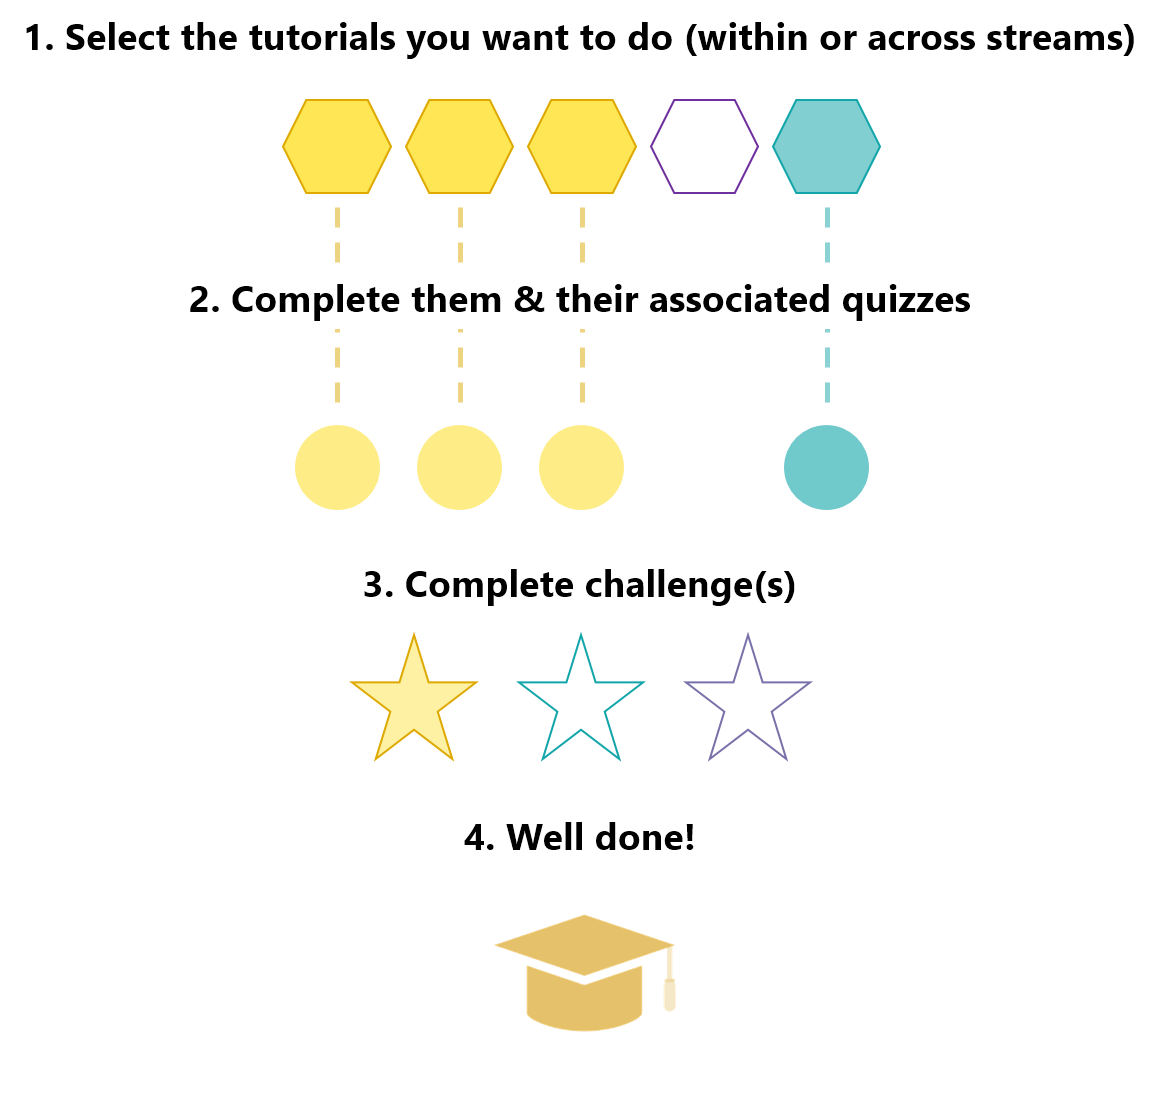 1. Select the tutorials you want to do (within or across streams)
2. Complete them & their associated quizzes
3. Complete challenge(s)
4. Well done!